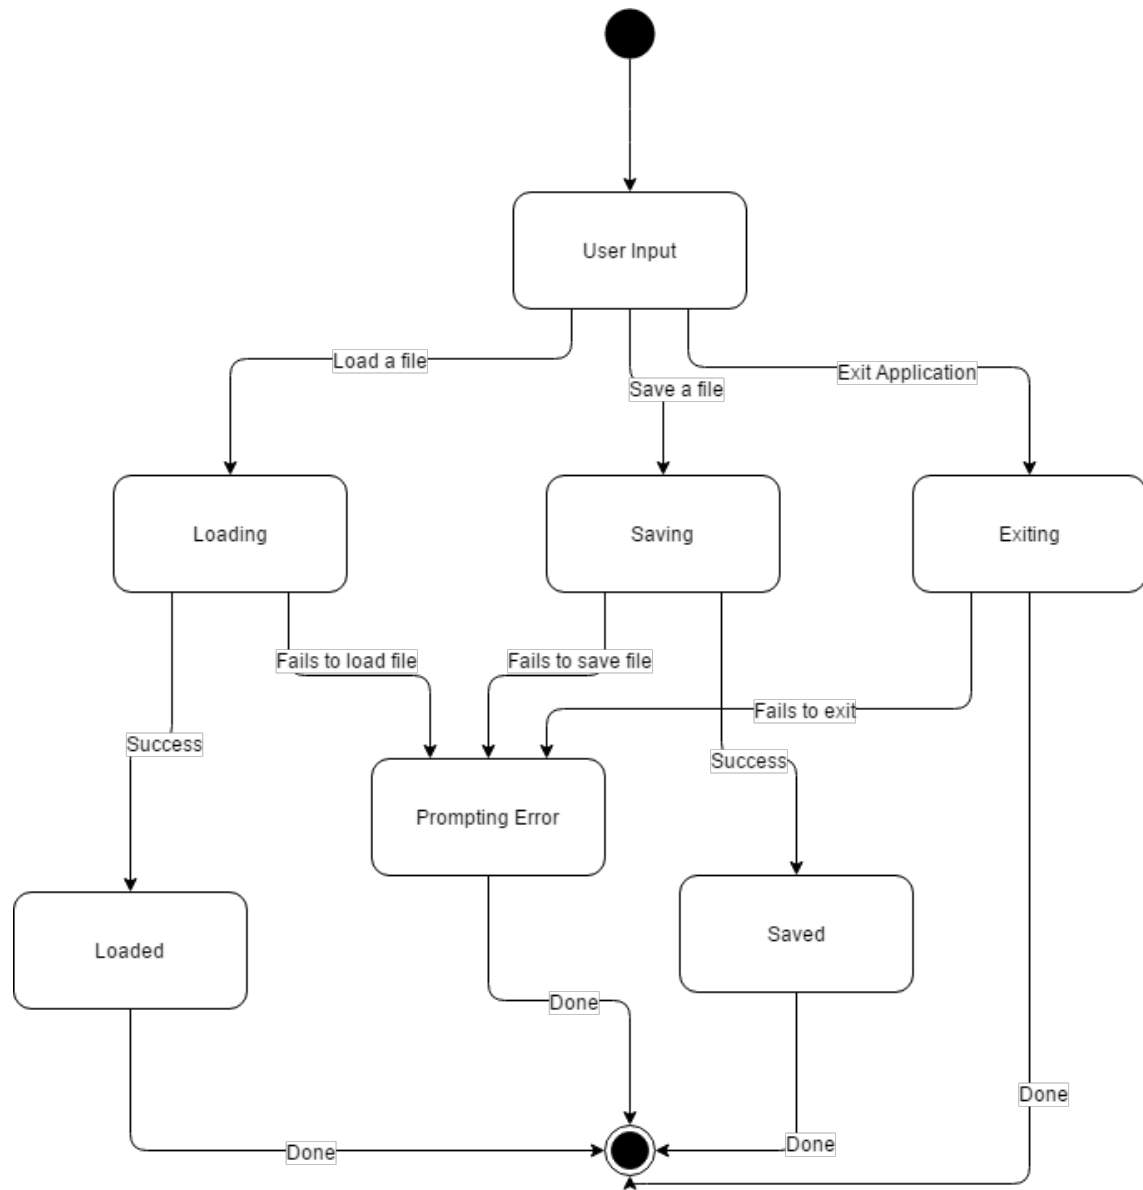 User Input
Load a file
Exit Application
Save a file
Loading
Saving
Exiting
Fails to load file
Fails to save file
Fails to exit
Success
Success
Prompting Error
Saved
Loaded
Done
Done
Done
Done